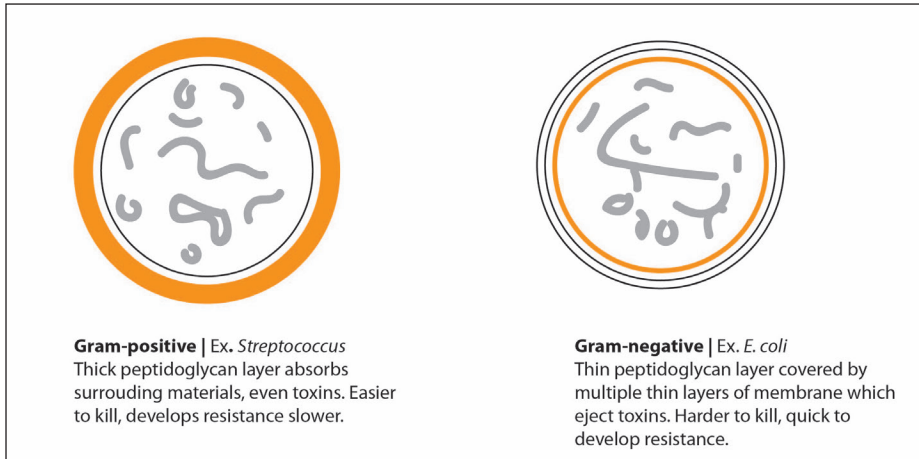 Gram-positive | Ex. Streptococcus
Thick peptidoglycan layer absorbs
surrouding materials, even toxins. Easier
to kill, develops resistance slower.
Gram-negative | Ex. E. coli
Thin peptidoglycan layer covered by
multiple thin layers of membrane which
eject toxins. Harder to kill, quick to
develop resistance.